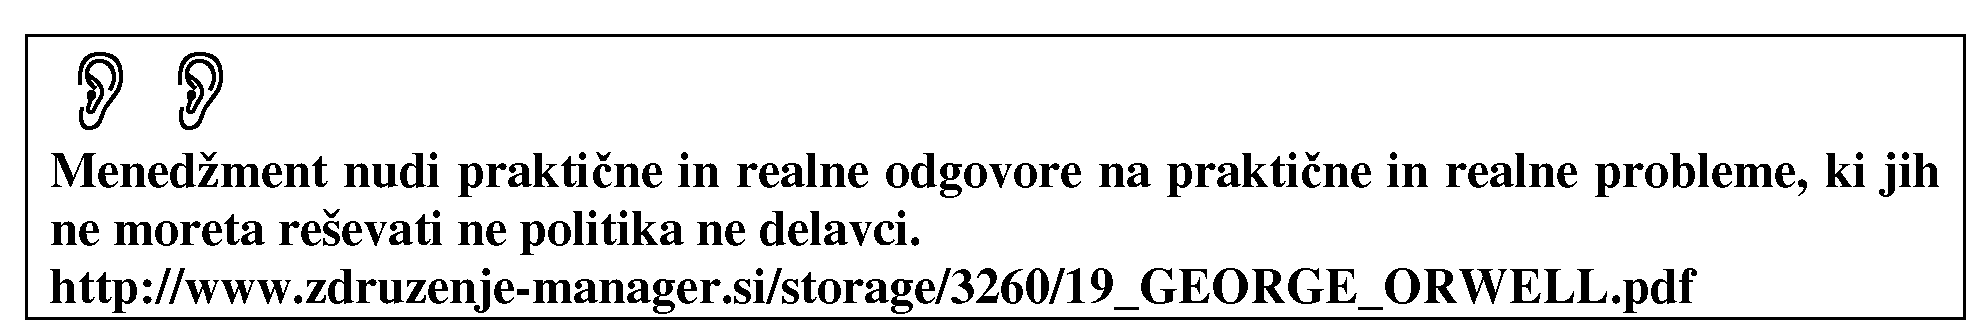 Menedžment nudi praktične in realne odgovore na praktične in realne probleme, ki jih
ne moreta reševati ne politika ne delavci.
http://www.zdruzenje-manager.si/storage/3260/19_GEORGE_ORWELL.pdf